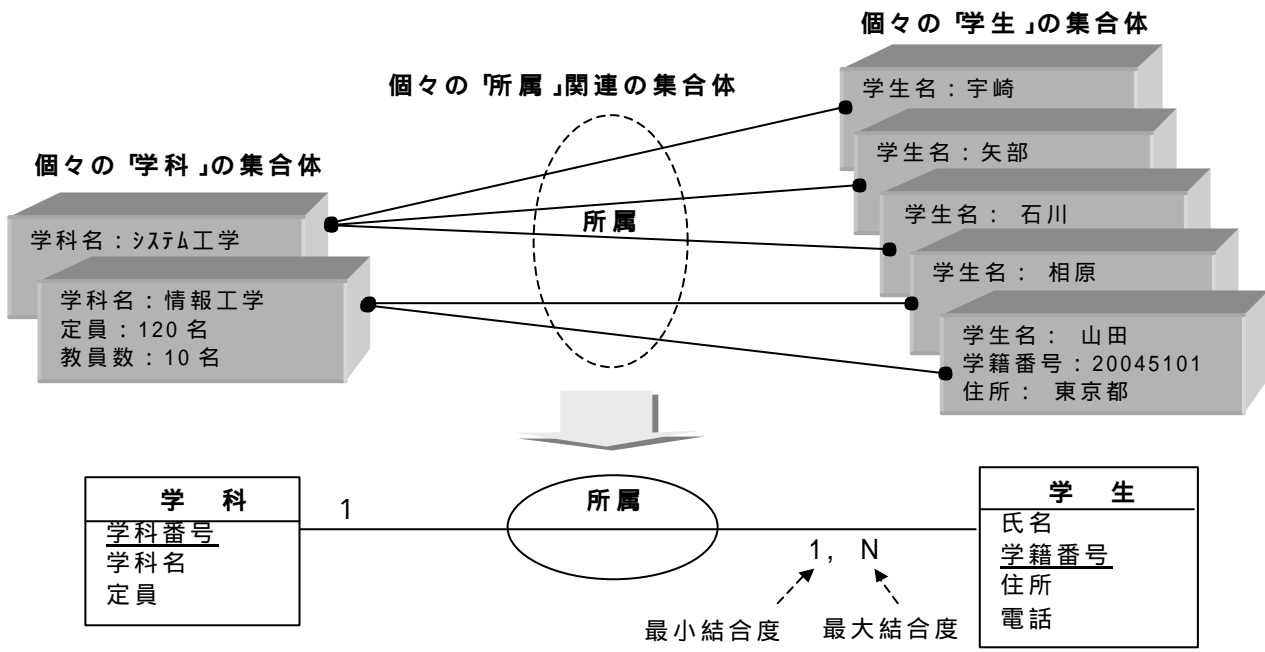 個々の「学生」の集合体
個々の「所属」関連の集合体
個々の「学科」の集合体
学生名：宇崎
学生名：矢部
学生名： 石川
学生名： 相原
学生名： 山田
学籍番号：20045101
住所： 東京都
所属
学科名：ｼｽﾃﾑ工学
学科名：情報工学
定員：120 名
教員数：10 名
学 科
学科番号
学科名
定員
1
所属
1, N
最小結合度
最大結合度
学 生
氏名
学籍番号
住所
電話